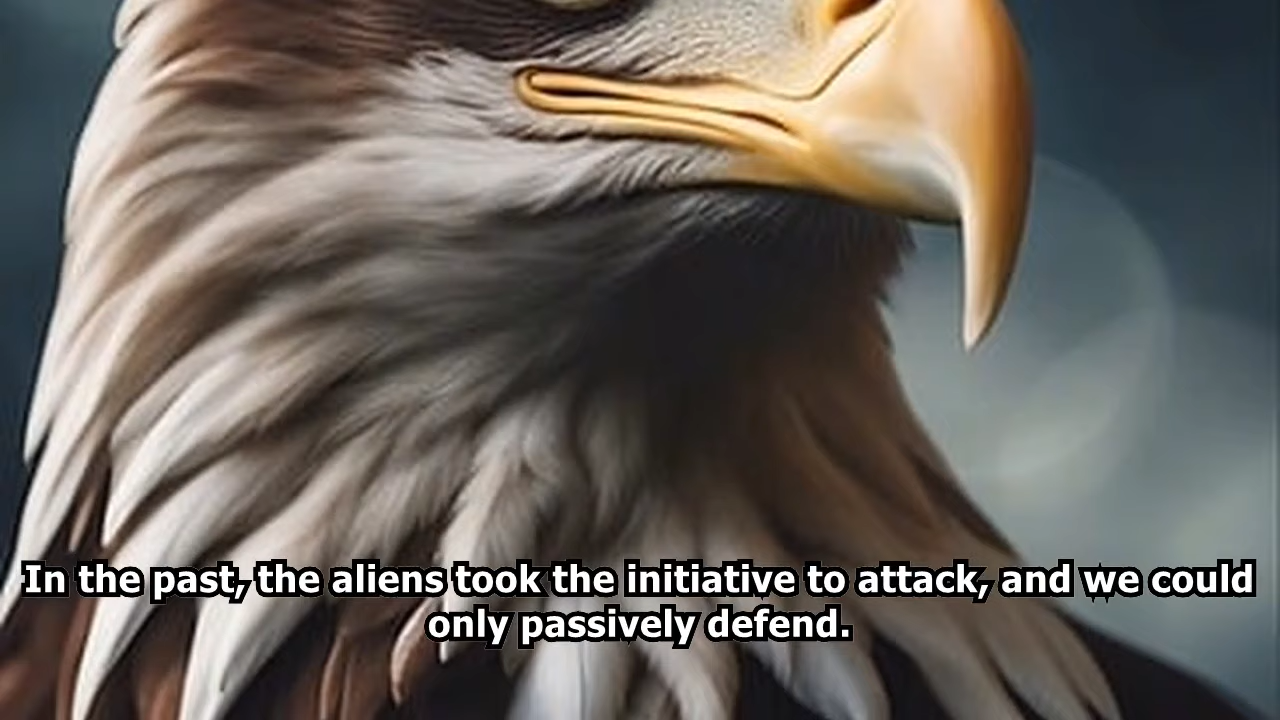 In the past, the aliens took the initiative to attack, and we could
only passively defend.